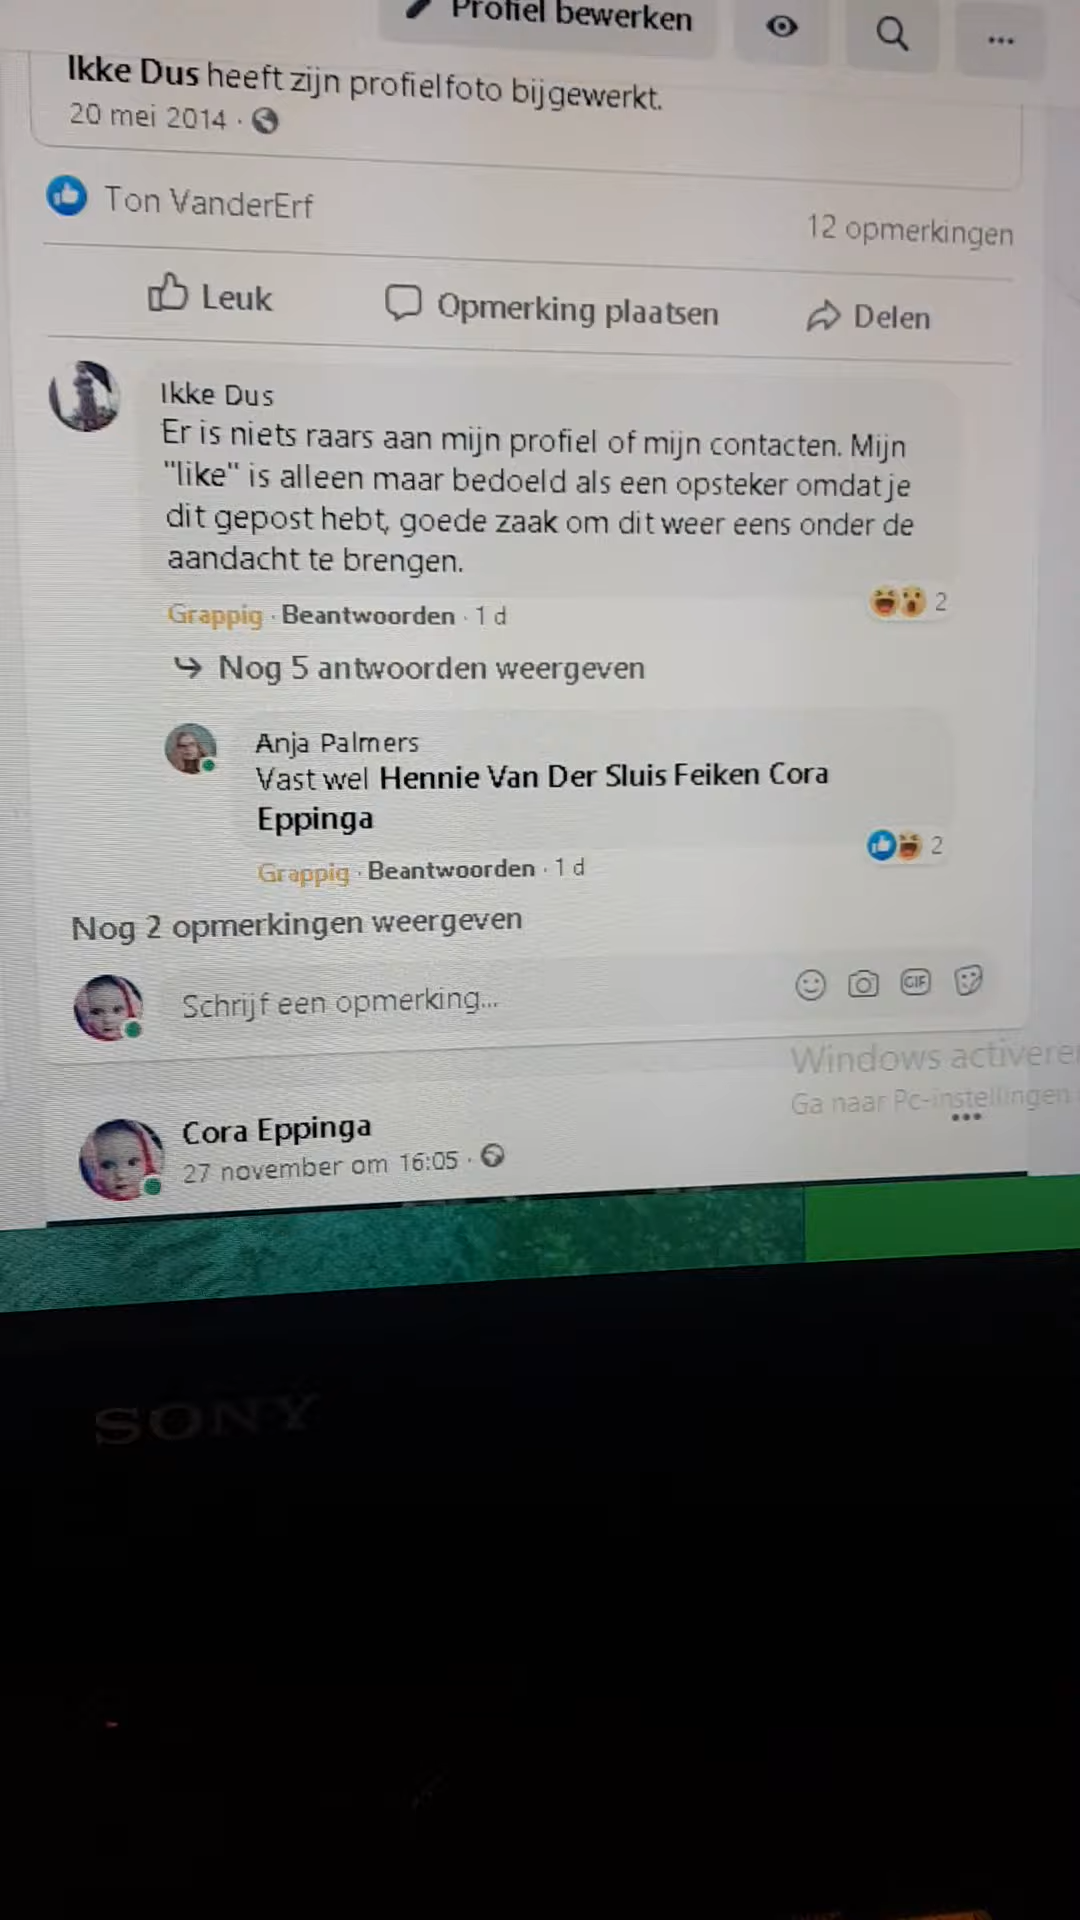 Profiel bewerken
Ikke Dus heeft zijn profielfoto bijgewerkt.
20 mei 2014 ·
Ton VanderErf
12 opmerkingen
Leuk
Opmerking plaatsen
Delen
Ikke Dus
Er is niets raars aan mijn profiel of mijn contacten. Mijn
"like" is alleen maar bedoeld als een opsteker omdat je
dit gepost hebt, goede zaak om dit weer eens onder de
aandacht te brengen.
Grappig · Beantwoorden · 1 d
2
Nog 5 antwoorden weergeven
Anja Palmers
Vast wel Hennie Van Der Sluis Feiken Cora
Eppinga
2
Grappig · Beantwoorden · 1 d
Nog 2 opmerkingen weergeven
Schrijf een opmerking...
GIF
Windows activeren
Ga naar Pc-instellingen
Cora Eppinga
27 november om 16:05 ·
SONY